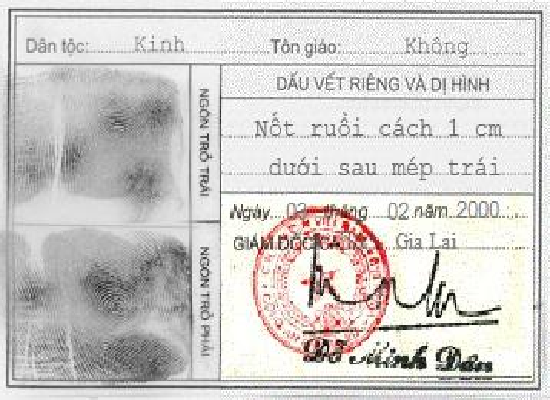 Dân tộc: Kinh Tôn giáo: Không
NGÓN TRỎ TRÁI
DẤU VẾT RIÊNG VÀ DỊ HÌNH
Nốt ruồi cách 1 cm
dưới sau mép trái
NGÓN TRỎ PHẢI
Ngày 03 tháng 02 năm 2000
GIÁM ĐỐC CA Gia Lai
Đỗ Minh Dân